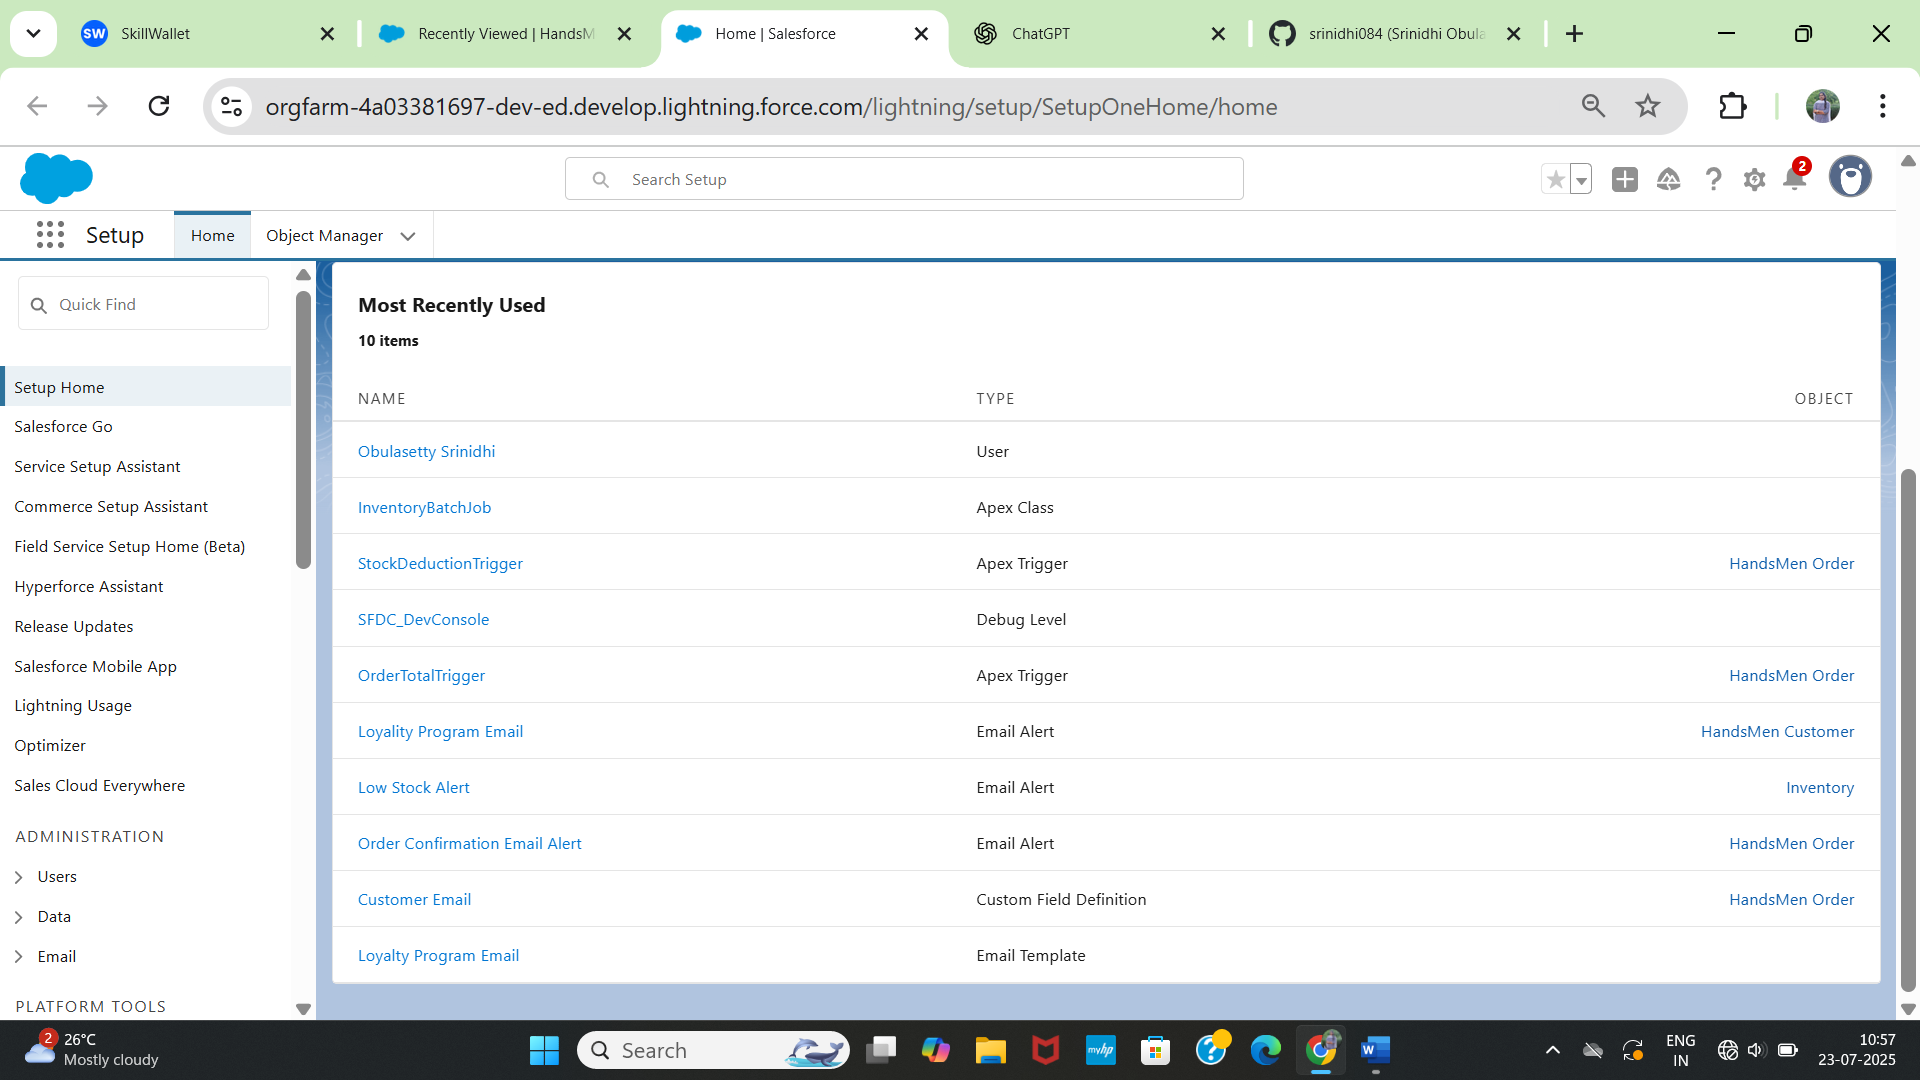 SW SkillWallet
Recently Viewed | HandsM
Home | Salesforce
ChatGPT
srinidhi084 (Srinidhi Obula
orgfarm-4a03381697-dev-ed.develop.lightning.force.com/lightning/setup/SetupOneHome/home
Search Setup
2
Setup
Home
Object Manager
Quick Find
Setup Home
Salesforce Go
Service Setup Assistant
Commerce Setup Assistant
Field Service Setup Home (Beta)
Hyperforce Assistant
Release Updates
Salesforce Mobile App
Lightning Usage
Optimizer
Sales Cloud Everywhere
ADMINISTRATION
Users
Data
Email
PLATFORM TOOLS
Most Recently Used
10 items
NAME TYPE OBJECT
Obulasetty Srinidhi User
InventoryBatchJob Apex Class
StockDeductionTrigger Apex Trigger HandsMen Order
SFDC_DevConsole Debug Level
OrderTotalTrigger Apex Trigger HandsMen Order
Loyality Program Email Email Alert HandsMen Customer
Low Stock Alert Email Alert Inventory
Order Confirmation Email Alert Email Alert HandsMen Order
Customer Email Custom Field Definition HandsMen Order
Loyalty Program Email Email Template
2
26°C
Mostly cloudy
Search
myhp
W
ENG
IN
10:57
23-07-2025